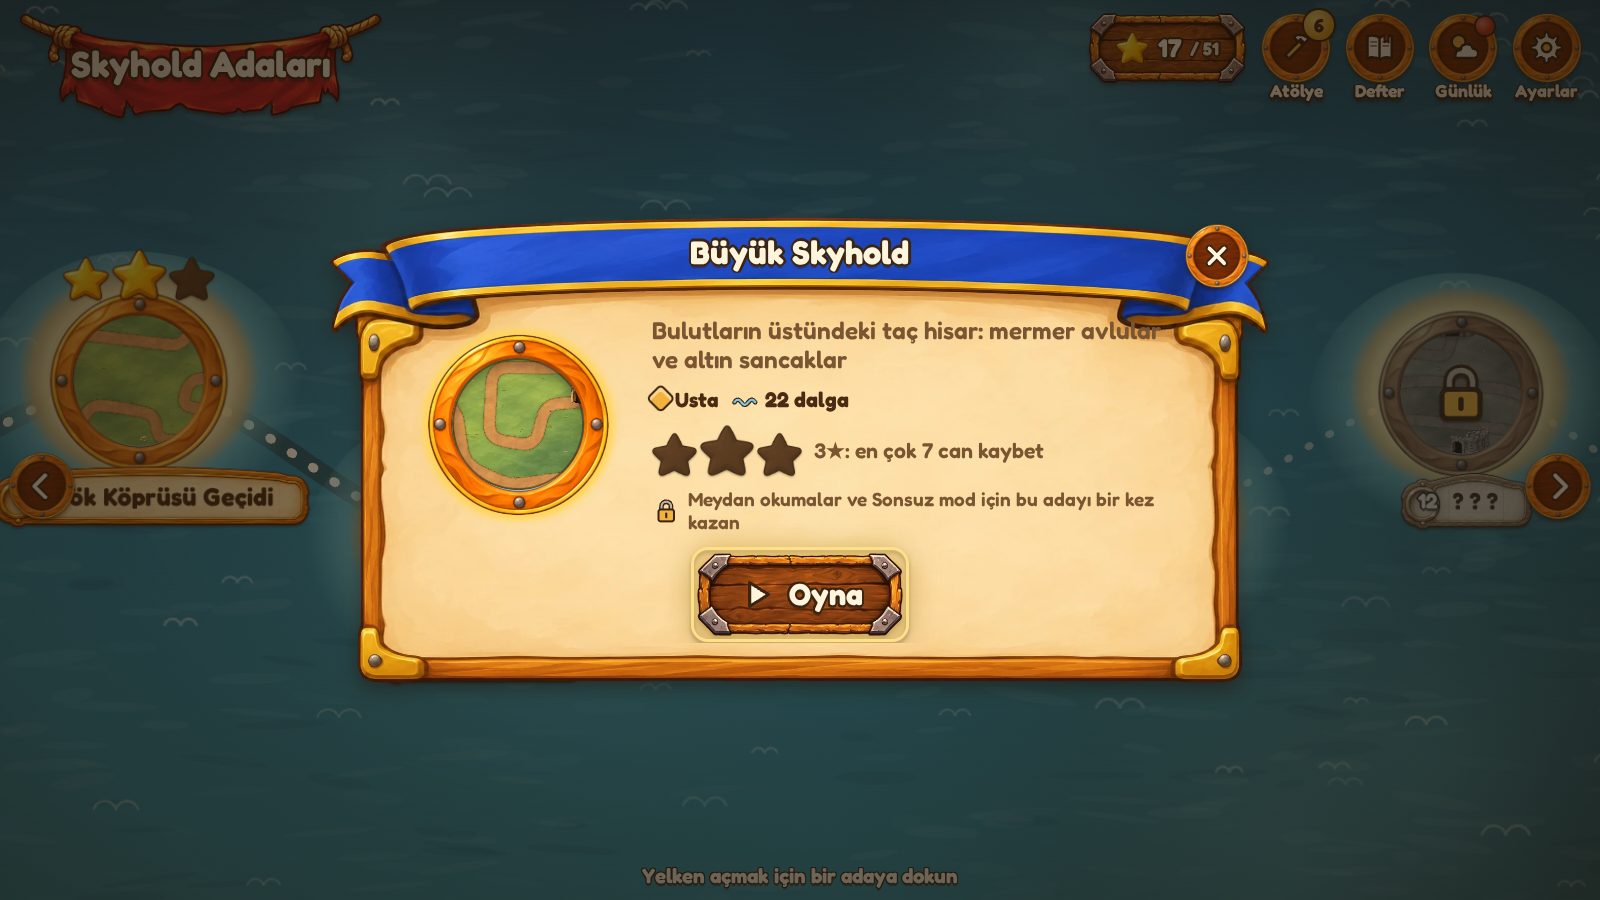 Skyhold Adaları
17 / 51
6
Atölye
Defter
Günlük
Ayarlar
Büyük Skyhold
Bulutların üstündeki taç hisar: mermer avlular
ve altın sancaklar
Usta
22 dalga
3★: en çok 7 can kaybet
Meydan okumalar ve Sonsuz mod için bu adayı bir kez
kazan
Oyna
ök Köprüsü Geçidi
12 ???
Yelken açmak için bir adaya dokun